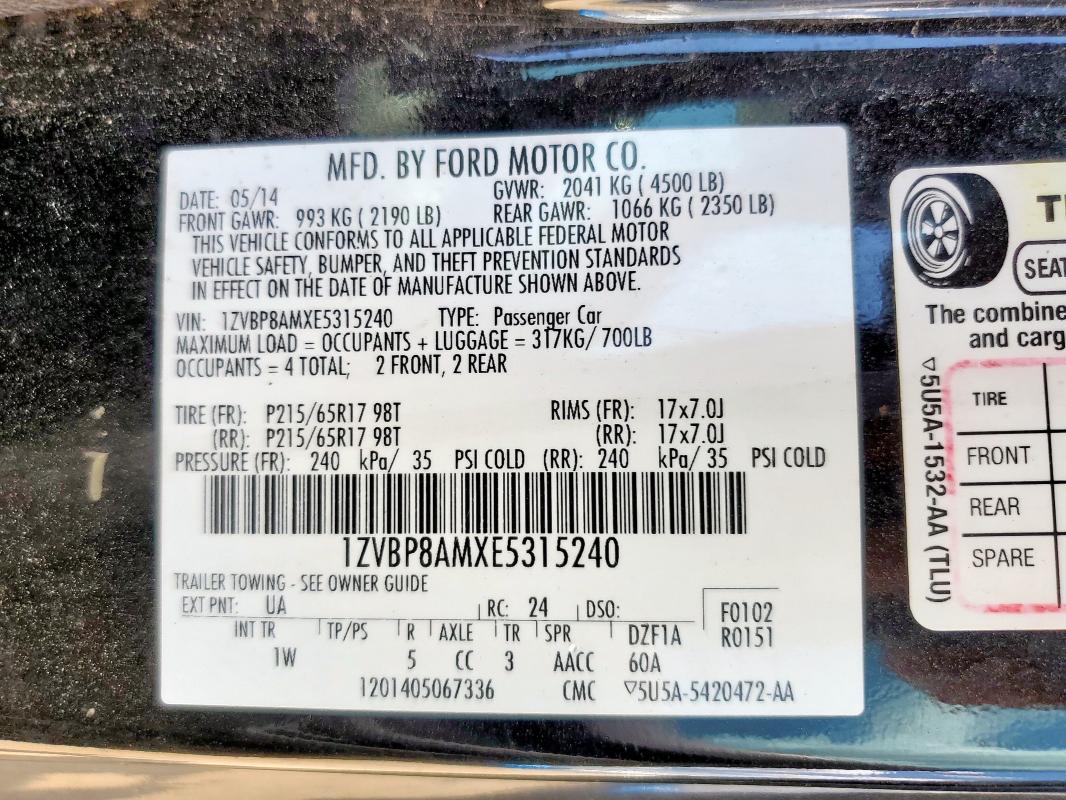 MFD. BY FORD MOTOR CO.
DATE: 05/14 GVWR: 2041 KG ( 4500 LB)
FRONT GAWR: 993 KG ( 2190 LB) REAR GAWR: 1066 KG ( 2350 LB)
THIS VEHICLE CONFORMS TO ALL APPLICABLE FEDERAL MOTOR
VEHICLE SAFETY, BUMPER, AND THEFT PREVENTION STANDARDS
IN EFFECT ON THE DATE OF MANUFACTURE SHOWN ABOVE.
VIN: 1ZVBP8AMXE5315240 TYPE: Passenger Car
MAXIMUM LOAD = OCCUPANTS + LUGGAGE = 317KG/ 700LB
OCCUPANTS = 4 TOTAL; 2 FRONT, 2 REAR
TIRE (FR): P215/65R17 98T RIMS (FR): 17x7.0J
(RR): P215/65R17 98T (RR): 17x7.0J
PRESSURE (FR): 240 kPa/ 35 PSI COLD (RR): 240 kPa/ 35 PSI COLD
1ZVBP8AMXE5315240
TRAILER TOWING - SEE OWNER GUIDE
EXT PNT: UA RC: 24 DSO: F0102
INT TR TP/PS R AXLE TR SPR DZF1A R0151
1W 5 CC 3 AACC 60A
1201405067336 CMC ▽5U5A-5420472-AA
SEAT
The combine
and carg
TIRE
FRONT
REAR
SPARE
▽5U5A-1532-AA (TLU)